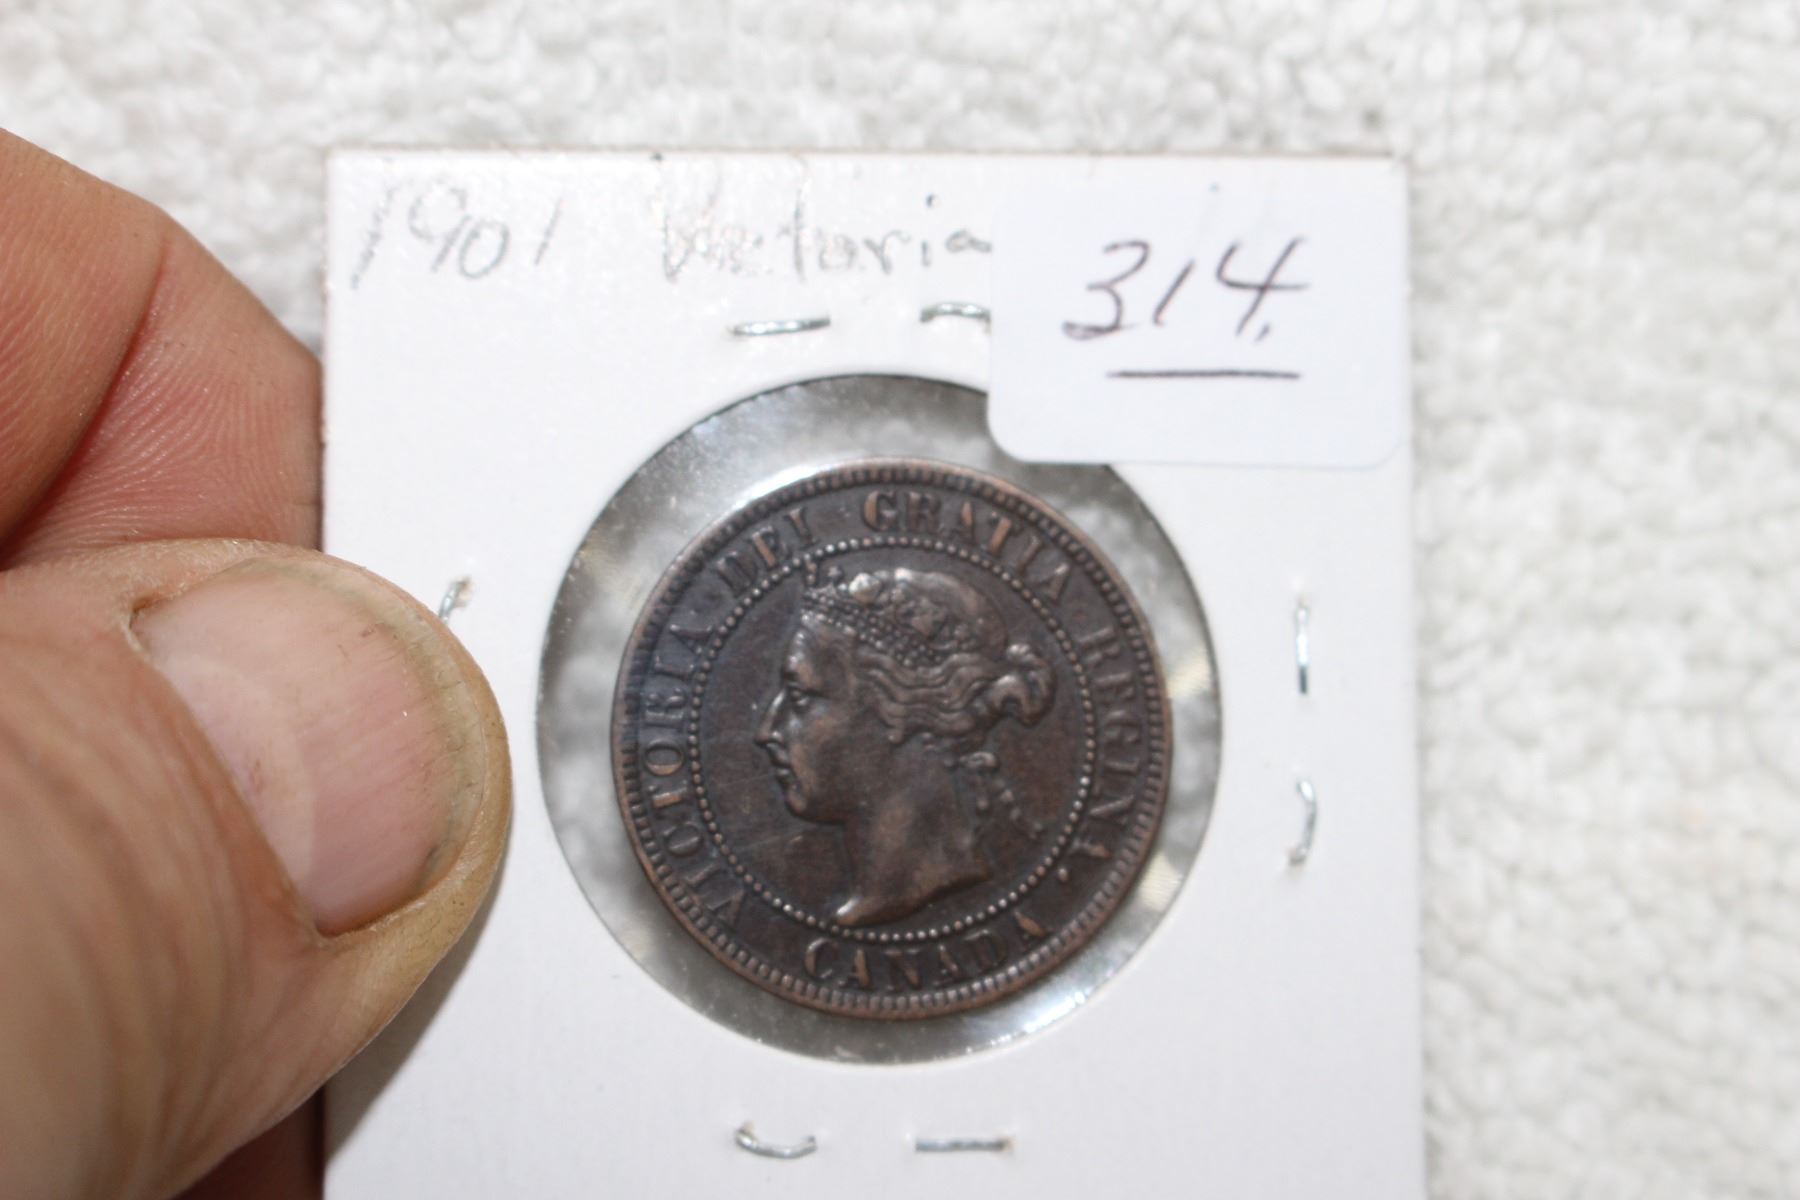 1901 Victoria
314.
VICTORIA DEI GRATIA REGINA.
CANADA